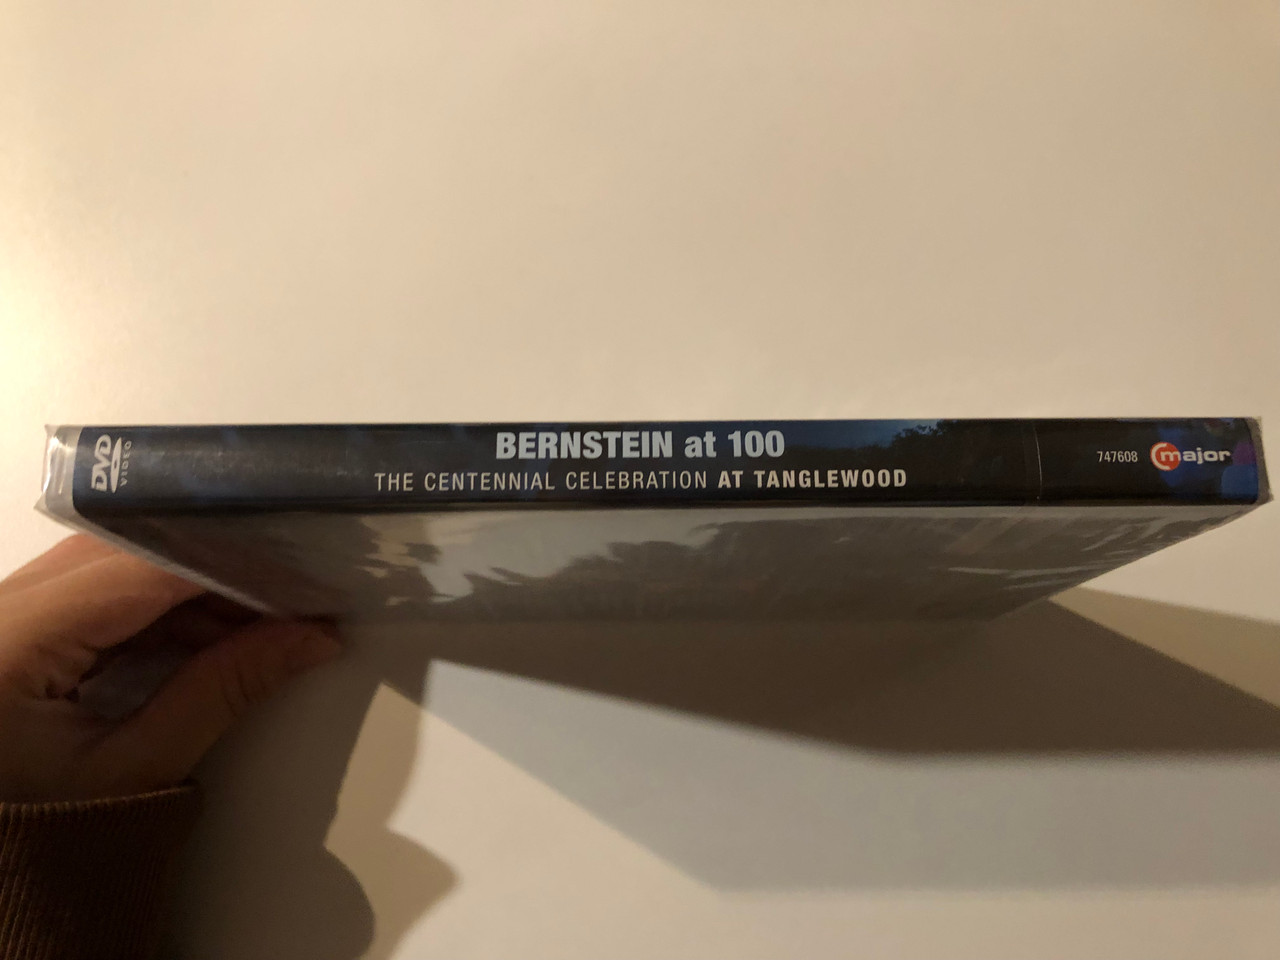 DVD
VIDEO
BERNSTEIN at 100
THE CENTENNIAL CELEBRATION AT TANGLEWOOD
747608
major